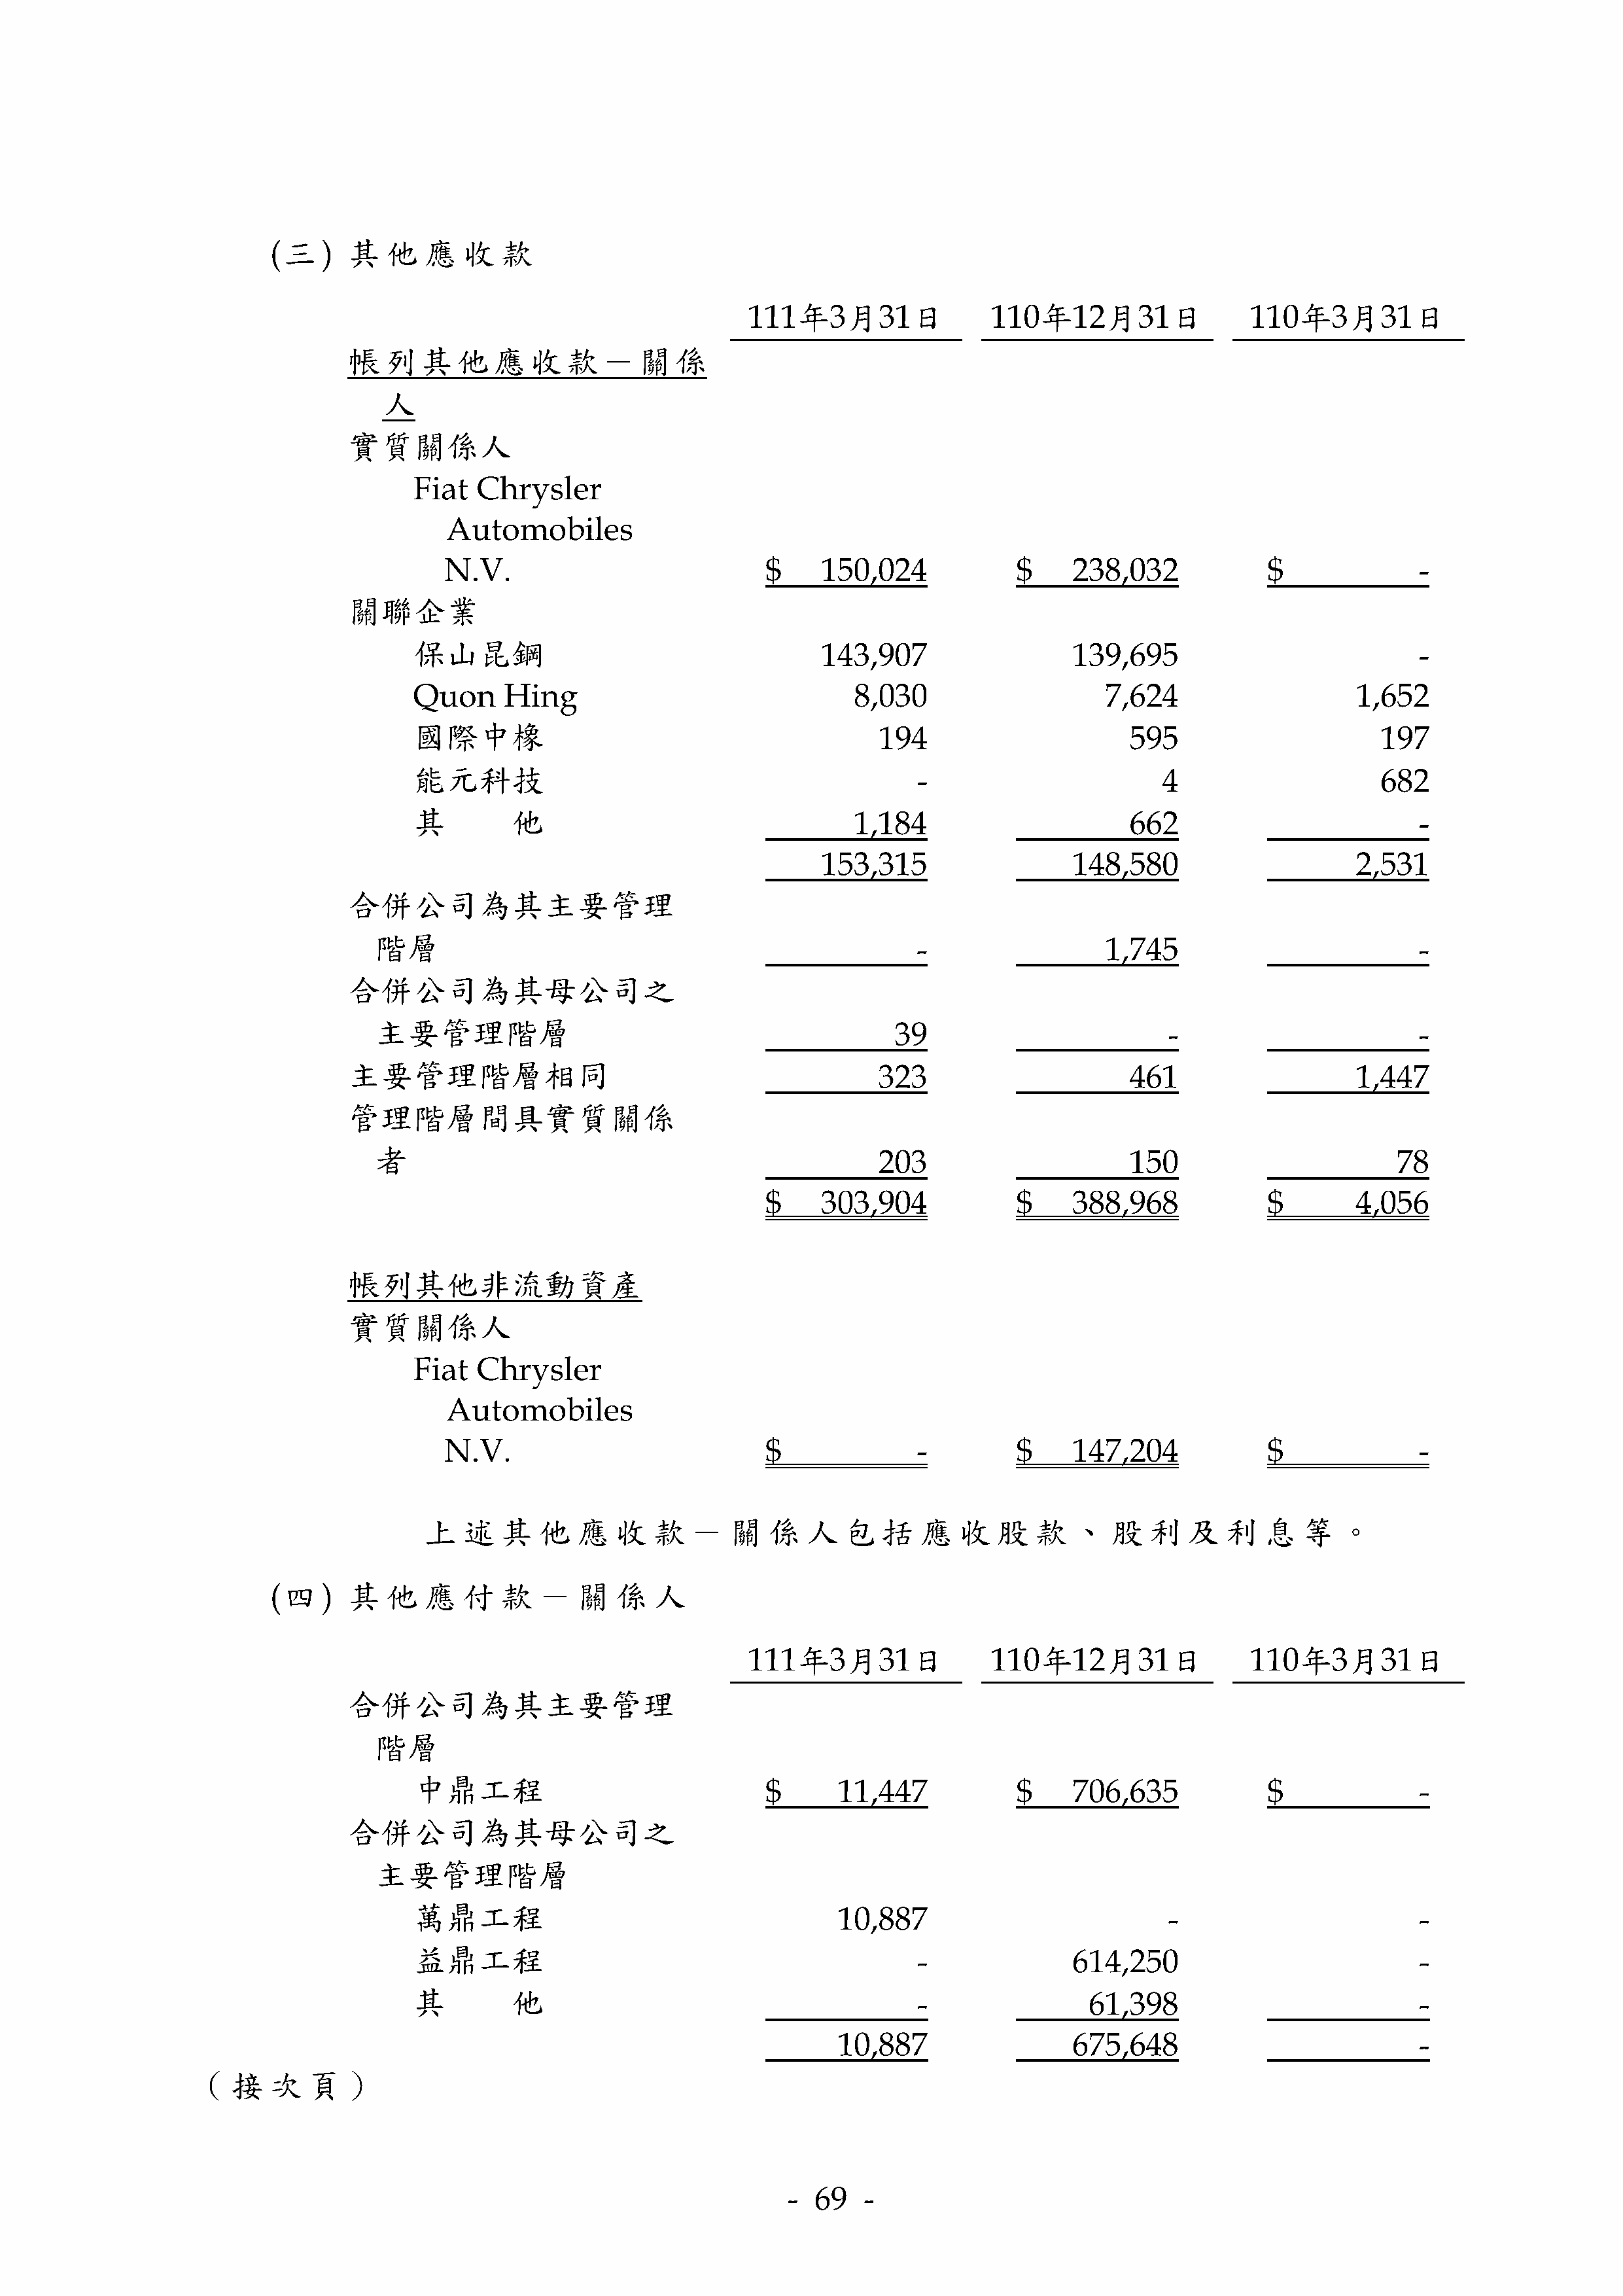 (三) 其他應收款
111年3月31日 110年12月31日 110年3月31日
帳列其他應收款－關係
人
實質關係人
Fiat Chrysler
Automobiles
N.V. $ 150,024 $ 238,032 $ -
關聯企業
保山昆鋼 143,907 139,695 -
Quon Hing 8,030 7,624 1,652
國際中橡 194 595 197
能元科技 - 4 682
其 他 1,184 662 -
153,315 148,580 2,531
合併公司為其主要管理
階層 - 1,745 -
合併公司為其母公司之
主要管理階層 39 - -
主要管理階層相同 323 461 1,447
管理階層間具實質關係
者 203 150 78
$ 303,904 $ 388,968 $ 4,056
帳列其他非流動資產
實質關係人
Fiat Chrysler
Automobiles
N.V. $ - $ 147,204 $ -
上述其他應收款－關係人包括應收股款、股利及利息等。
(四) 其他應付款－關係人
111年3月31日 110年12月31日 110年3月31日
合併公司為其主要管理
階層
中鼎工程 $ 11,447 $ 706,635 $ -
合併公司為其母公司之
主要管理階層
萬鼎工程 10,887 - -
益鼎工程 - 614,250 -
其 他 - 61,398 -
10,887 675,648 -
（接次頁）
- 69 -